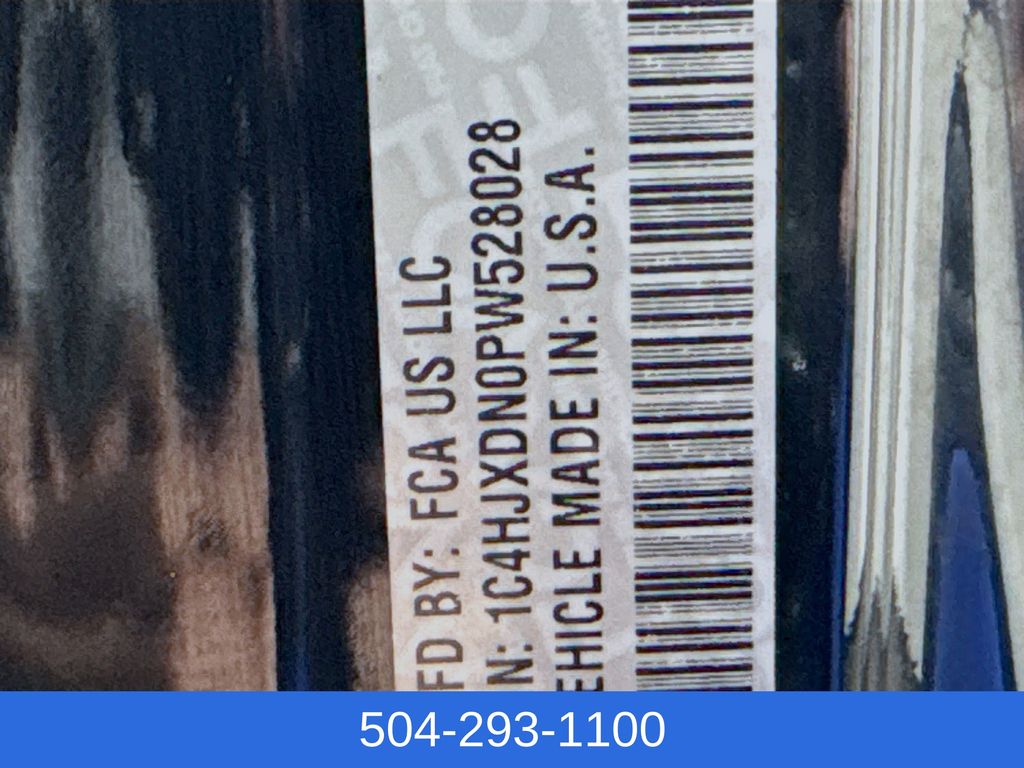 FD BY: FCA US LLC
N: 1C4HJXDN0PW528028
EHICLE MADE IN: U.S.A.
504-293-1100